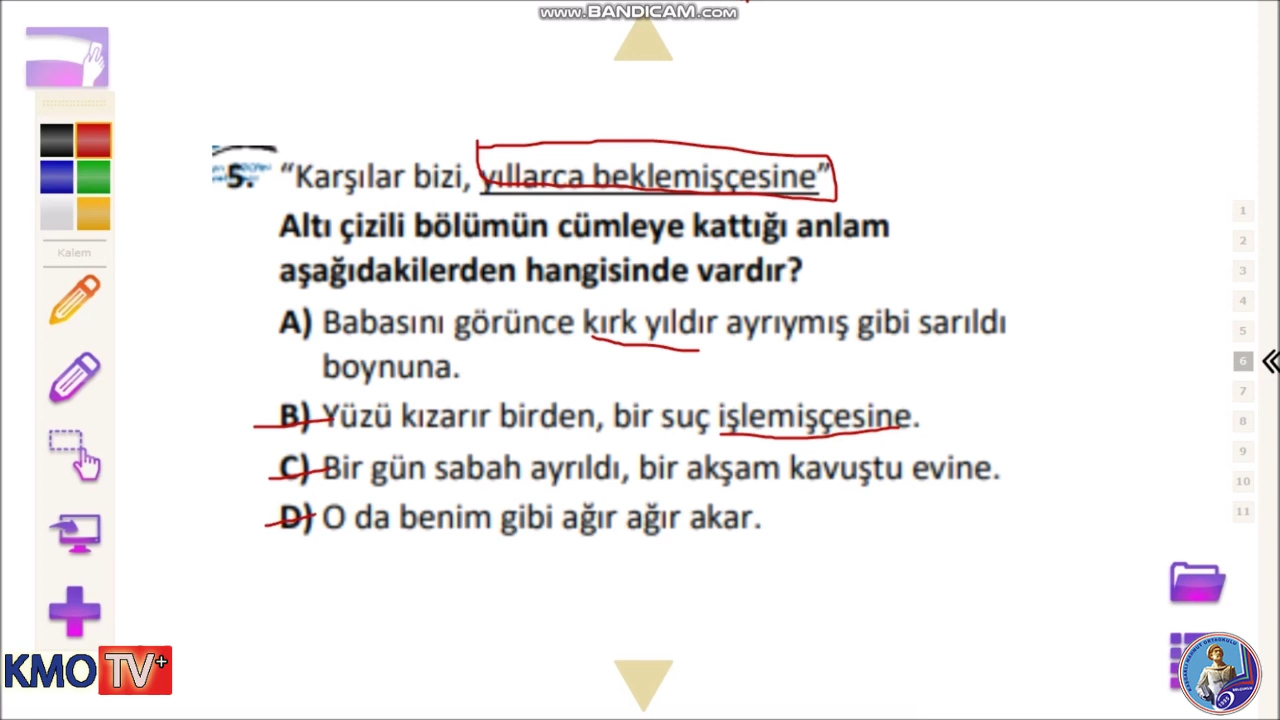 www.BANDICAM.com
5. "Karşılar bizi, yıllarca beklemişçesine"
Altı çizili bölümün cümleye kattığı anlam
aşağıdakilerden hangisinde vardır?
A) Babasını görünce kırk yıldır ayrıymış gibi sarıldı
boynuna.
B) Yüzü kızarır birden, bir suç işlemişçesine.
C) Bir gün sabah ayrıldı, bir akşam kavuştu evine.
D) O da benim gibi ağır ağır akar.
Kalem
1
2
3
4
5
6
7
8
9
10
11
KMO TV+